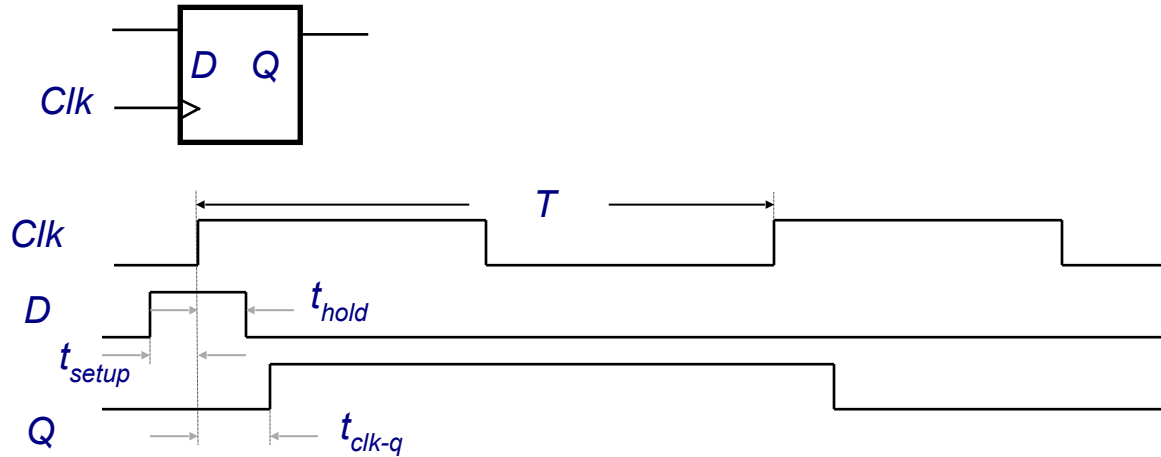 D Q
Clk
T
Clk
D
t_hold
t_setup
Q
t_clk-q